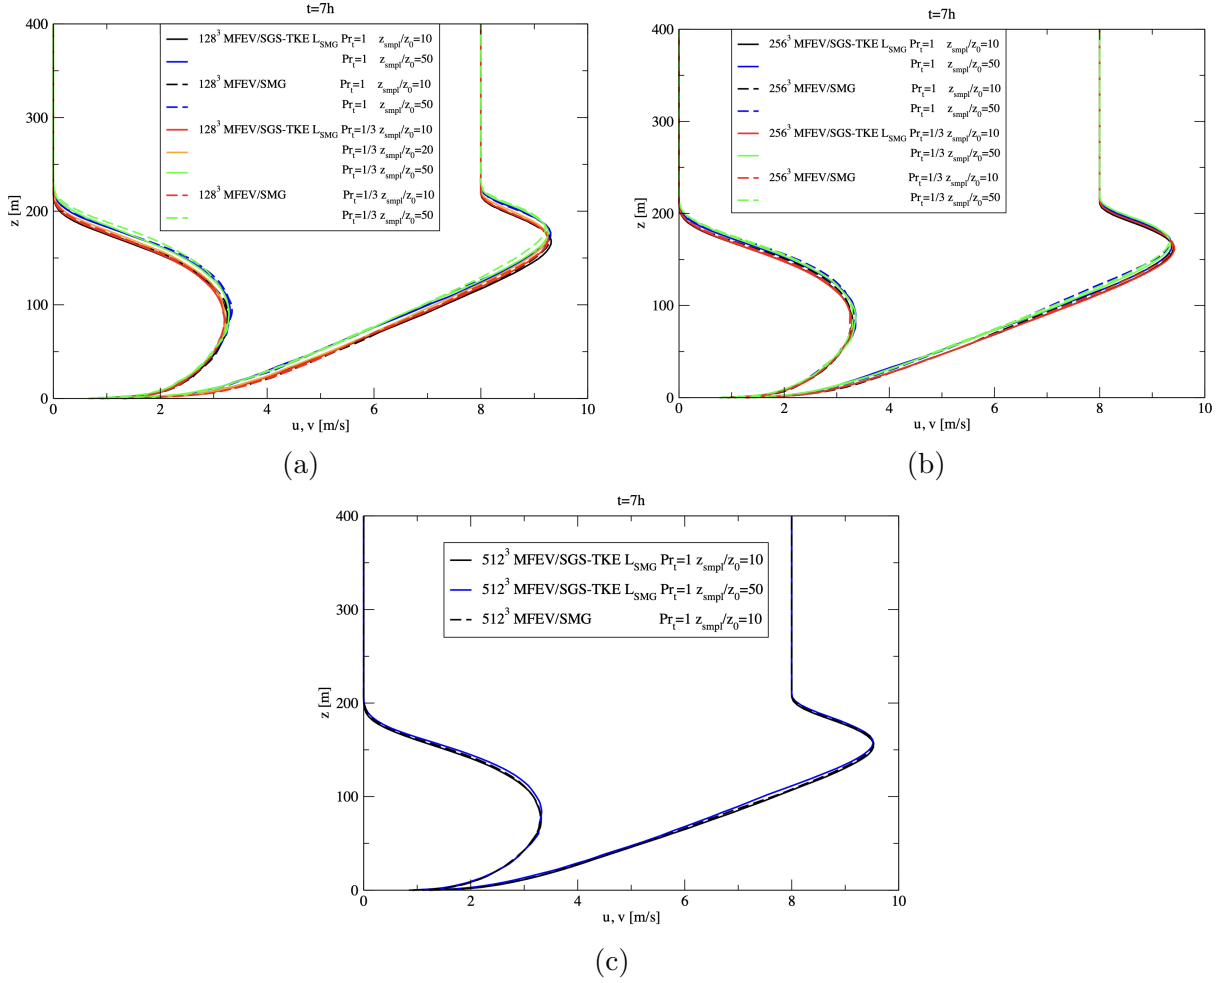 t=7h
400
300
200
100
0
z [m]
128³ MFEV/SGS-TKE L_SMG Pr_t=1 z_smpl/z_0=10
Pr_t=1 z_smpl/z_0=50
128³ MFEV/SMG Pr_t=1 z_smpl/z_0=10
Pr_t=1 z_smpl/z_0=50
128³ MFEV/SGS-TKE L_SMG Pr_t=1/3 z_smpl/z_0=10
Pr_t=1/3 z_smpl/z_0=20
Pr_t=1/3 z_smpl/z_0=50
128³ MFEV/SMG Pr_t=1/3 z_smpl/z_0=10
Pr_t=1/3 z_smpl/z_0=50
0 2 4 6 8 10
u, v [m/s]
(a)
t=7h
400
300
200
100
0
z [m]
256³ MFEV/SGS-TKE L_SMG Pr_t=1 z_smpl/z_0=10
Pr_t=1 z_smpl/z_0=50
256³ MFEV/SMG Pr_t=1 z_smpl/z_0=10
Pr_t=1 z_smpl/z_0=50
256³ MFEV/SGS-TKE L_SMG Pr_t=1/3 z_smpl/z_0=10
Pr_t=1/3 z_smpl/z_0=50
256³ MFEV/SMG Pr_t=1/3 z_smpl/z_0=10
Pr_t=1/3 z_smpl/z_0=50
0 2 4 6 8 10
u, v [m/s]
(b)
t=7h
400
300
200
100
0
z [m]
512³ MFEV/SGS-TKE L_SMG Pr_t=1 z_smpl/z_0=10
512³ MFEV/SGS-TKE L_SMG Pr_t=1 z_smpl/z_0=50
512³ MFEV/SMG Pr_t=1 z_smpl/z_0=10
0 2 4 6 8 10
u, v [m/s]
(c)